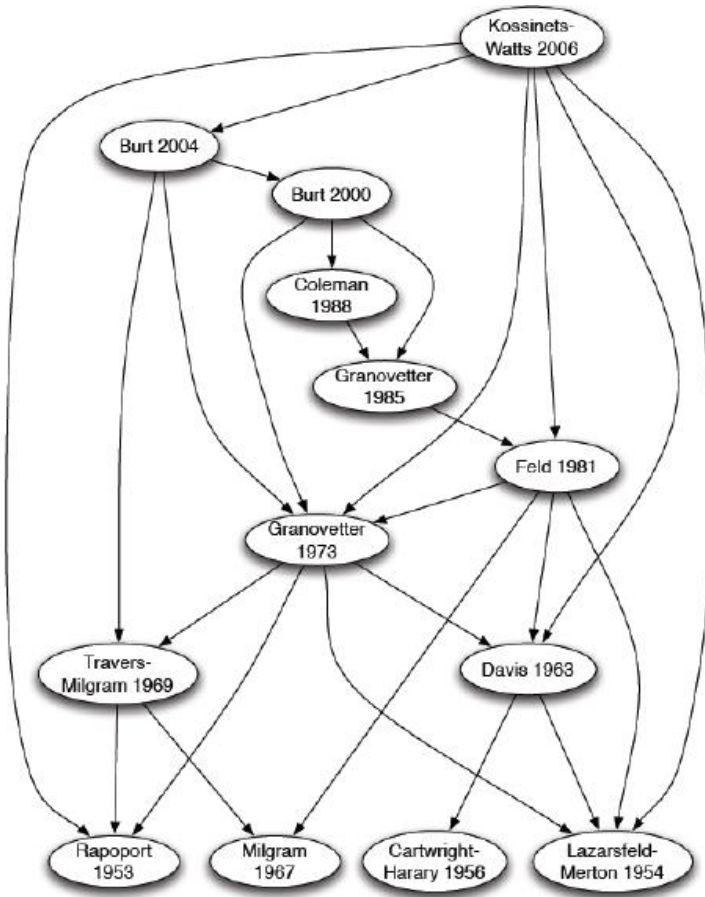 Kossinets-
Watts 2006
Burt 2004
Burt 2000
Coleman
1988
Granovetter
1985
Feld 1981
Granovetter
1973
Travers-
Milgram 1969
Davis 1963
Rapoport
1953
Milgram
1967
Cartwright-
Harary 1956
Lazarsfeld-
Merton 1954